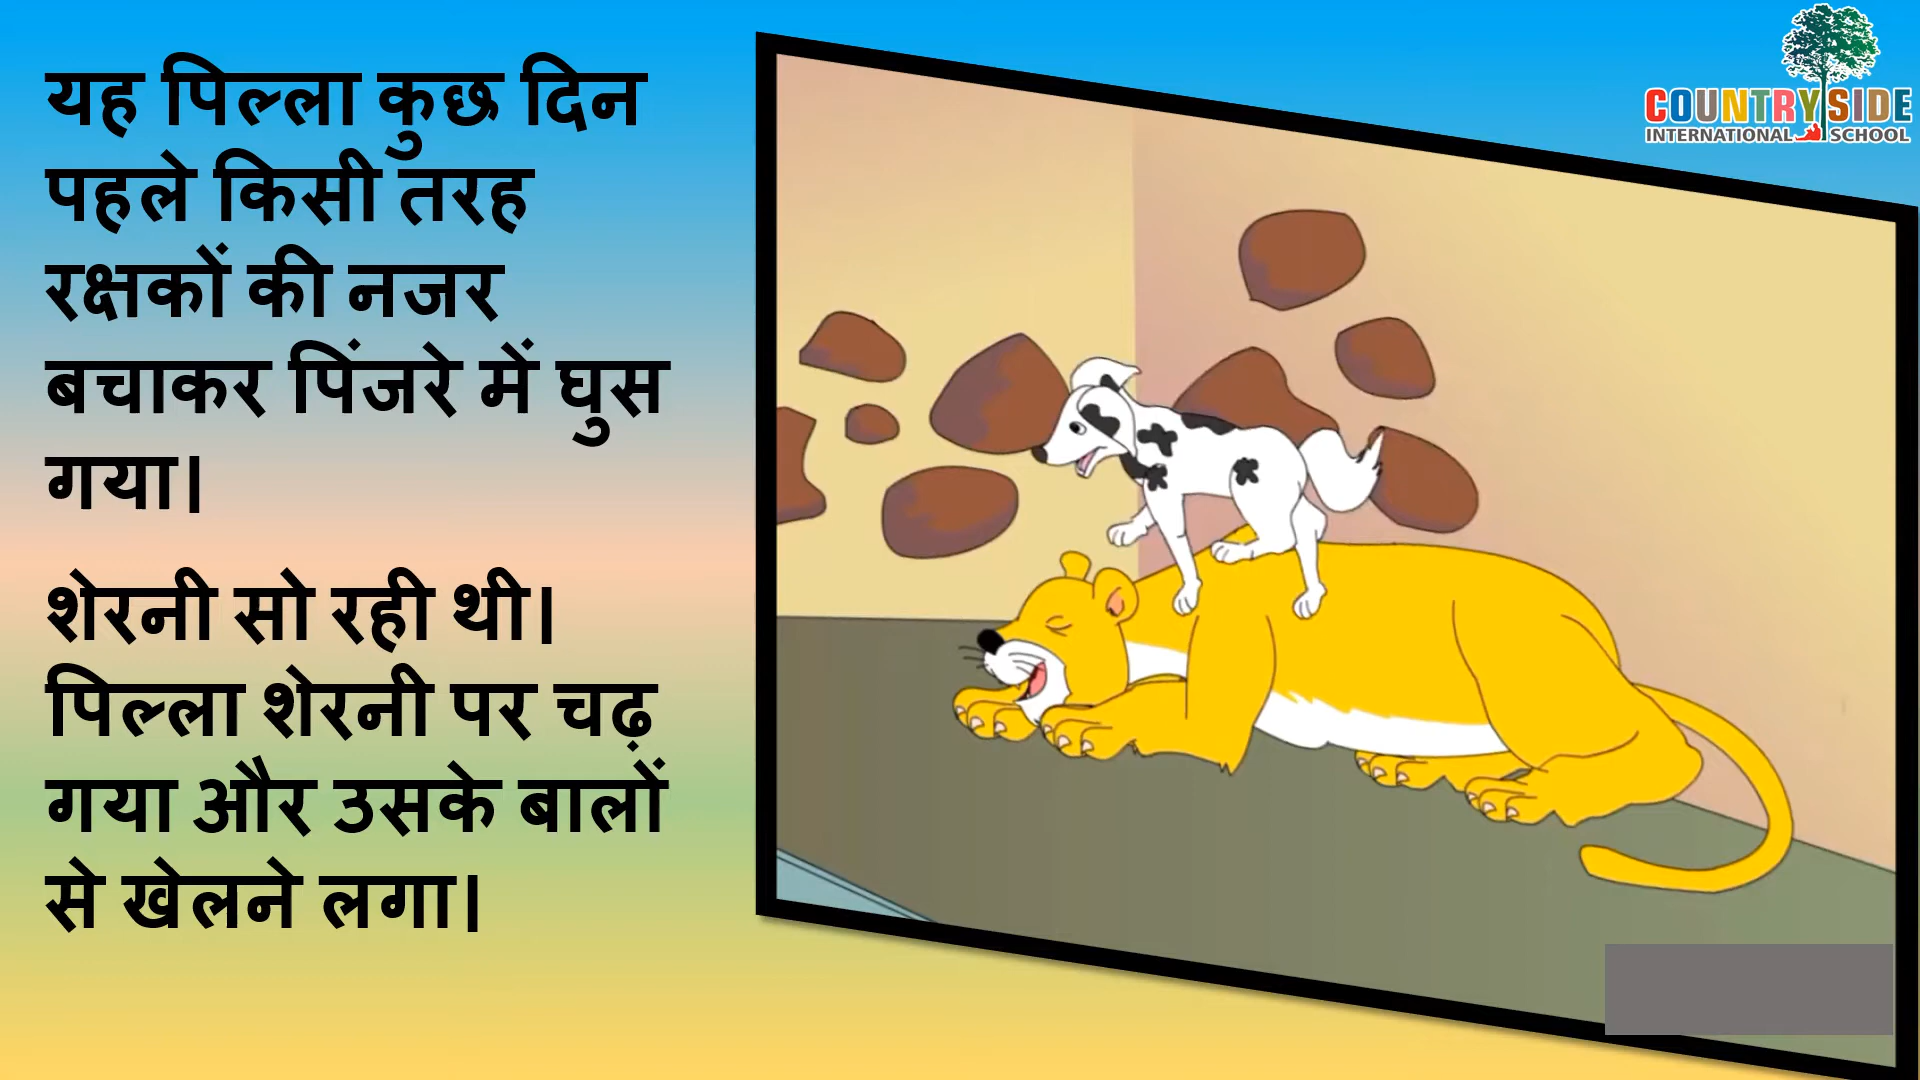 यह पिल्ला कुछ दिन
पहले किसी तरह
रक्षकों की नजर
बचाकर पिंजरे में घुस
गया।
शेरनी सो रही थी।
पिल्ला शेरनी पर चढ़
गया और उसके बालों
से खेलने लगा।
COUNTRYSIDE
INTERNATIONAL SCHOOL